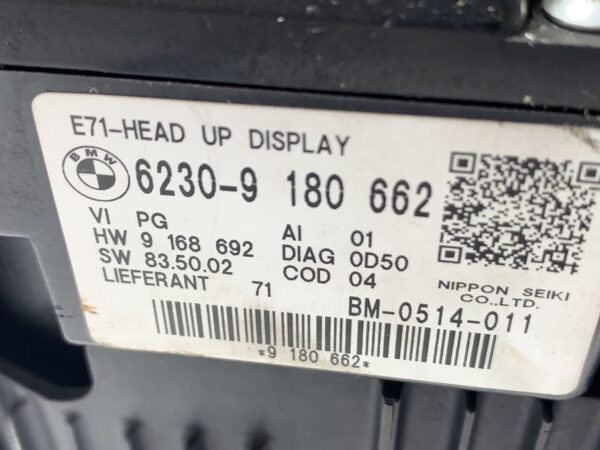 E71-HEAD UP DISPLAY
BMW 6230-9 180 662
VI PG AI 01
HW 9 168 692 DIAG 0D50
SW 83.50.02 COD 04
LIEFERANT 71
NIPPON SEIKI
CO.,LTD.
BM-0514-011
*9 180 662*